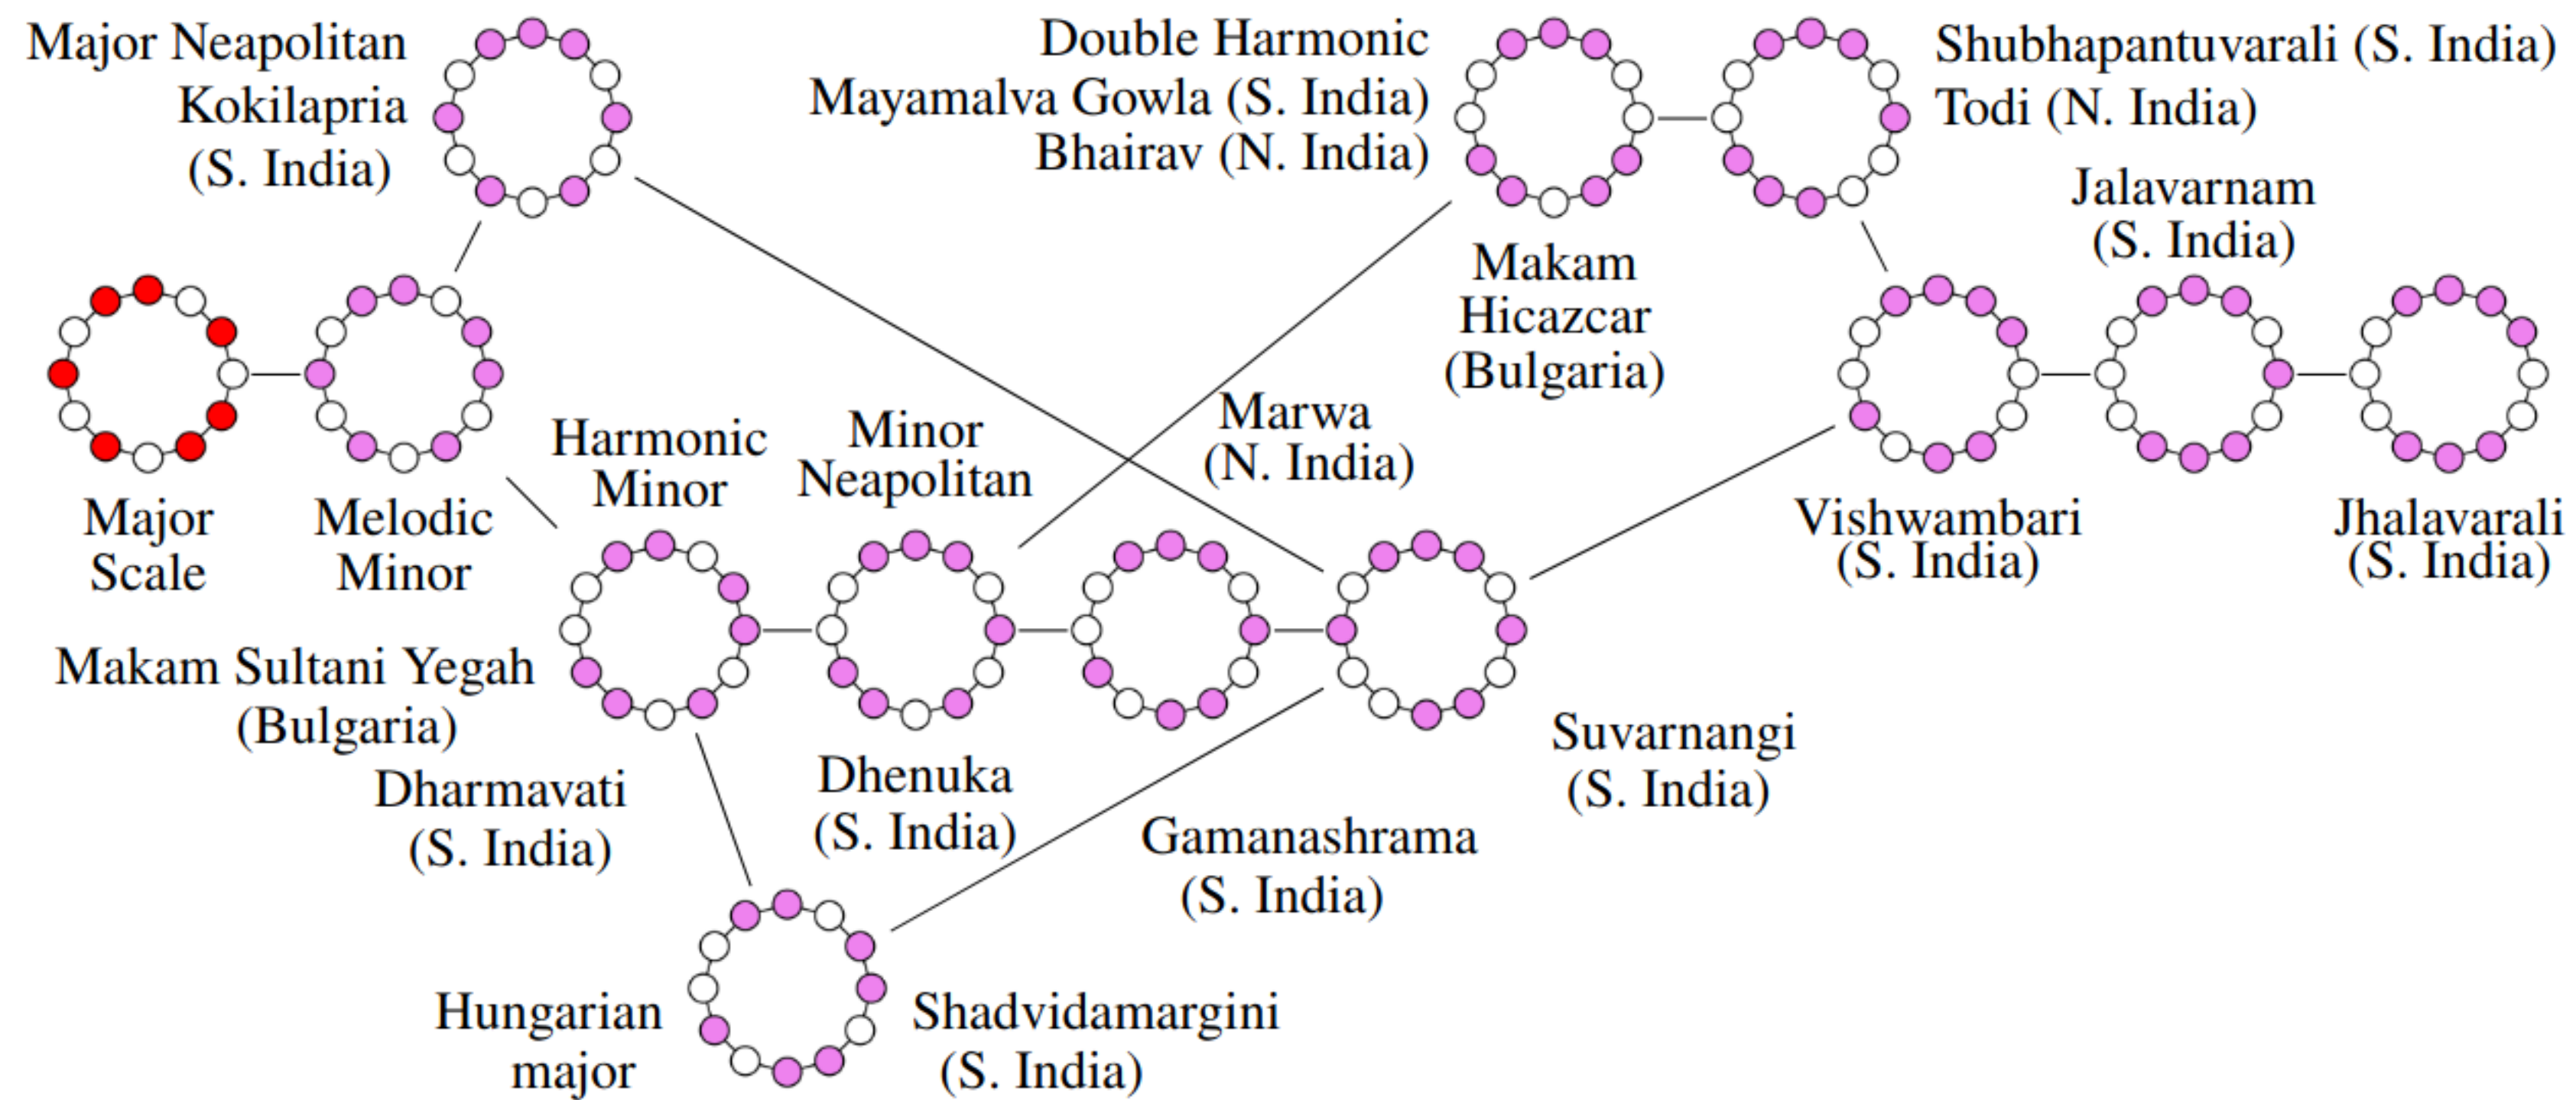 Major Neapolitan
Kokilapria
(S. India)
Double Harmonic
Mayamalva Gowla (S. India)
Bhairav (N. India)
Shubhapantuvarali (S. India)
Todi (N. India)
Jalavarnam
(S. India)
Makam
Hicazcar
(Bulgaria)
Major
Scale
Melodic
Minor
Harmonic
Minor
Minor
Neapolitan
Marwa
(N. India)
Vishwambari
(S. India)
Jhalavarali
(S. India)
Makam Sultani Yegah
(Bulgaria)
Dharmavati
(S. India)
Dhenuka
(S. India)
Gamanashrama
(S. India)
Suvarnangi
(S. India)
Hungarian
major
Shadvidamargini
(S. India)